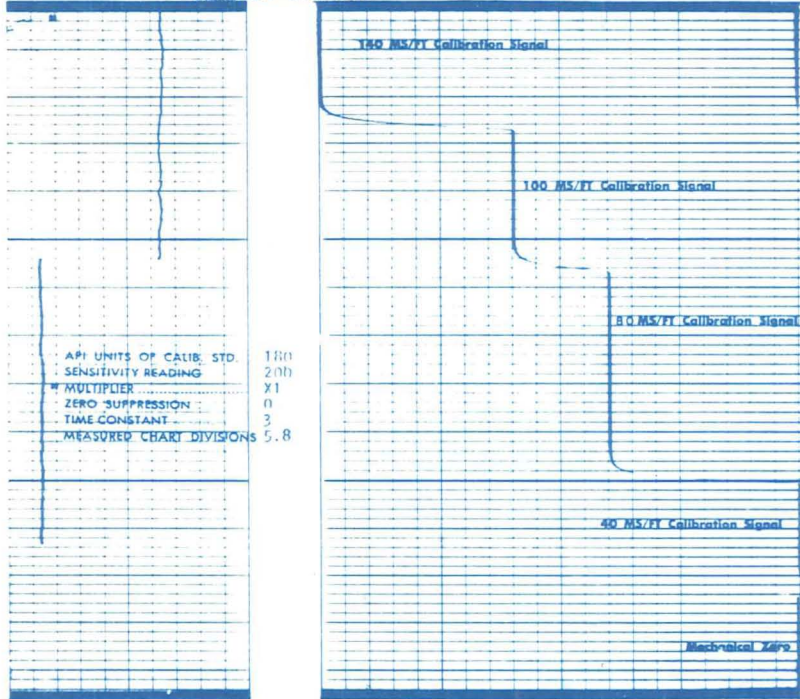 140 MS/FT Calibration Signal
100 MS/FT Calibration Signal
80 MS/FT Calibration Signal
API UNITS OF CALIB. STD. 180
SENSITIVITY READING 200
* MULTIPLIER X1
ZERO SUPPRESSION 0
TIME CONSTANT 3
MEASURED CHART DIVISIONS 5.8
40 MS/FT Calibration Signal
Mechanical Zero